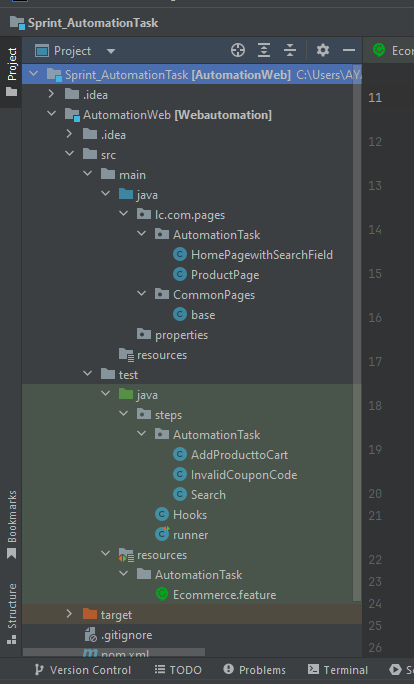 Sprint_AutomationTask
Project
Project
Ecor
Sprint_AutomationTask [AutomationWeb] C:\Users\AY
.idea
AutomationWeb [Webautomation]
.idea
src
main
java
lc.com.pages
AutomationTask
HomePagewithSearchField
ProductPage
CommonPages
base
properties
resources
test
java
steps
AutomationTask
AddProducttoCart
InvalidCouponCode
Search
Hooks
runner
resources
AutomationTask
Ecommerce.feature
target
.gitignore
pom.xml
11
12
13
14
15
16
17
18
19
20
21
22
23
24
25
26
Bookmarks
Structure
Version Control
TODO
Problems
Terminal
Se